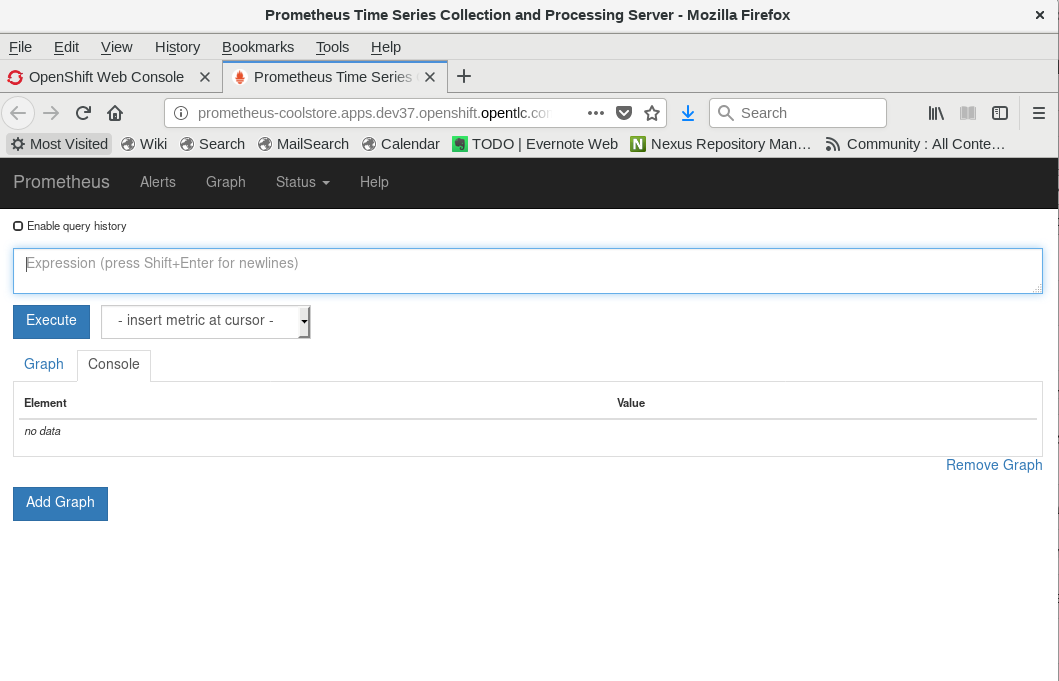 Prometheus Time Series Collection and Processing Server - Mozilla Firefox
File Edit View History Bookmarks Tools Help
OpenShift Web Console Prometheus Time Series
prometheus-coolstore.apps.dev37.openshift.opentlc.co Search
Most Visited Wiki Search MailSearch Calendar TODO | Evernote Web Nexus Repository Man… Community : All Conte…
Prometheus Alerts Graph Status Help
Enable query history
Expression (press Shift+Enter for newlines)
Execute - insert metric at cursor -
Graph Console
Element Value
no data
Remove Graph
Add Graph